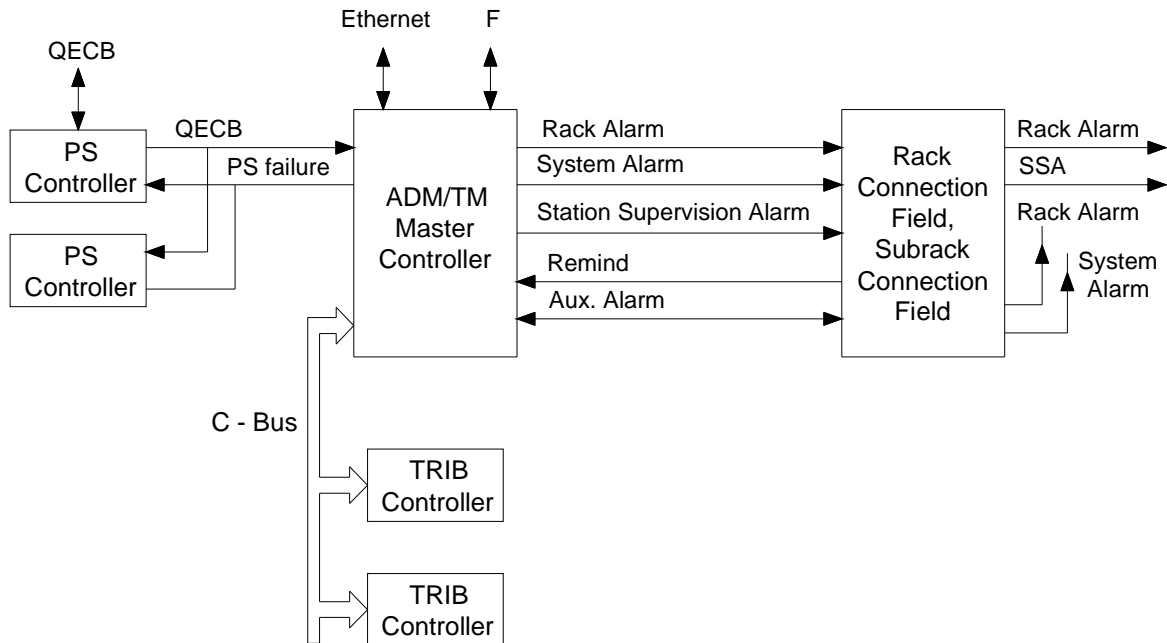 Ethernet
F
QECB
QECB
PS
Controller
PS failure
PS
Controller
ADM/TM
Master
Controller
Rack Alarm
System Alarm
Station Supervision Alarm
Remind
Aux. Alarm
Rack
Connection
Field,
Subrack
Connection
Field
Rack Alarm
SSA
Rack Alarm
System
Alarm
C - Bus
TRIB
Controller
TRIB
Controller